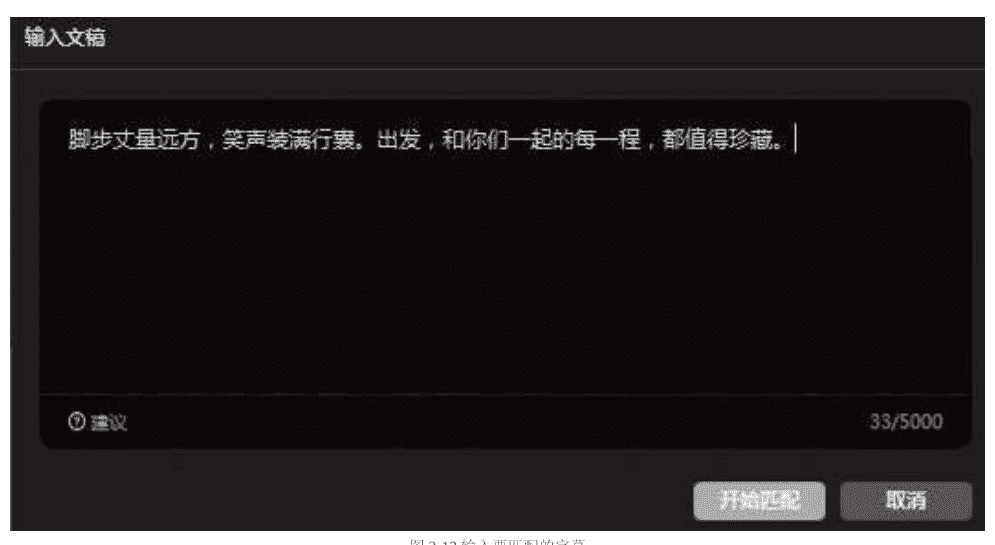 输入文稿
脚步丈量远方，笑声装满行囊。出发，和你们一起的每一程，都值得珍藏。
建议
33/5000
开始匹配
取消